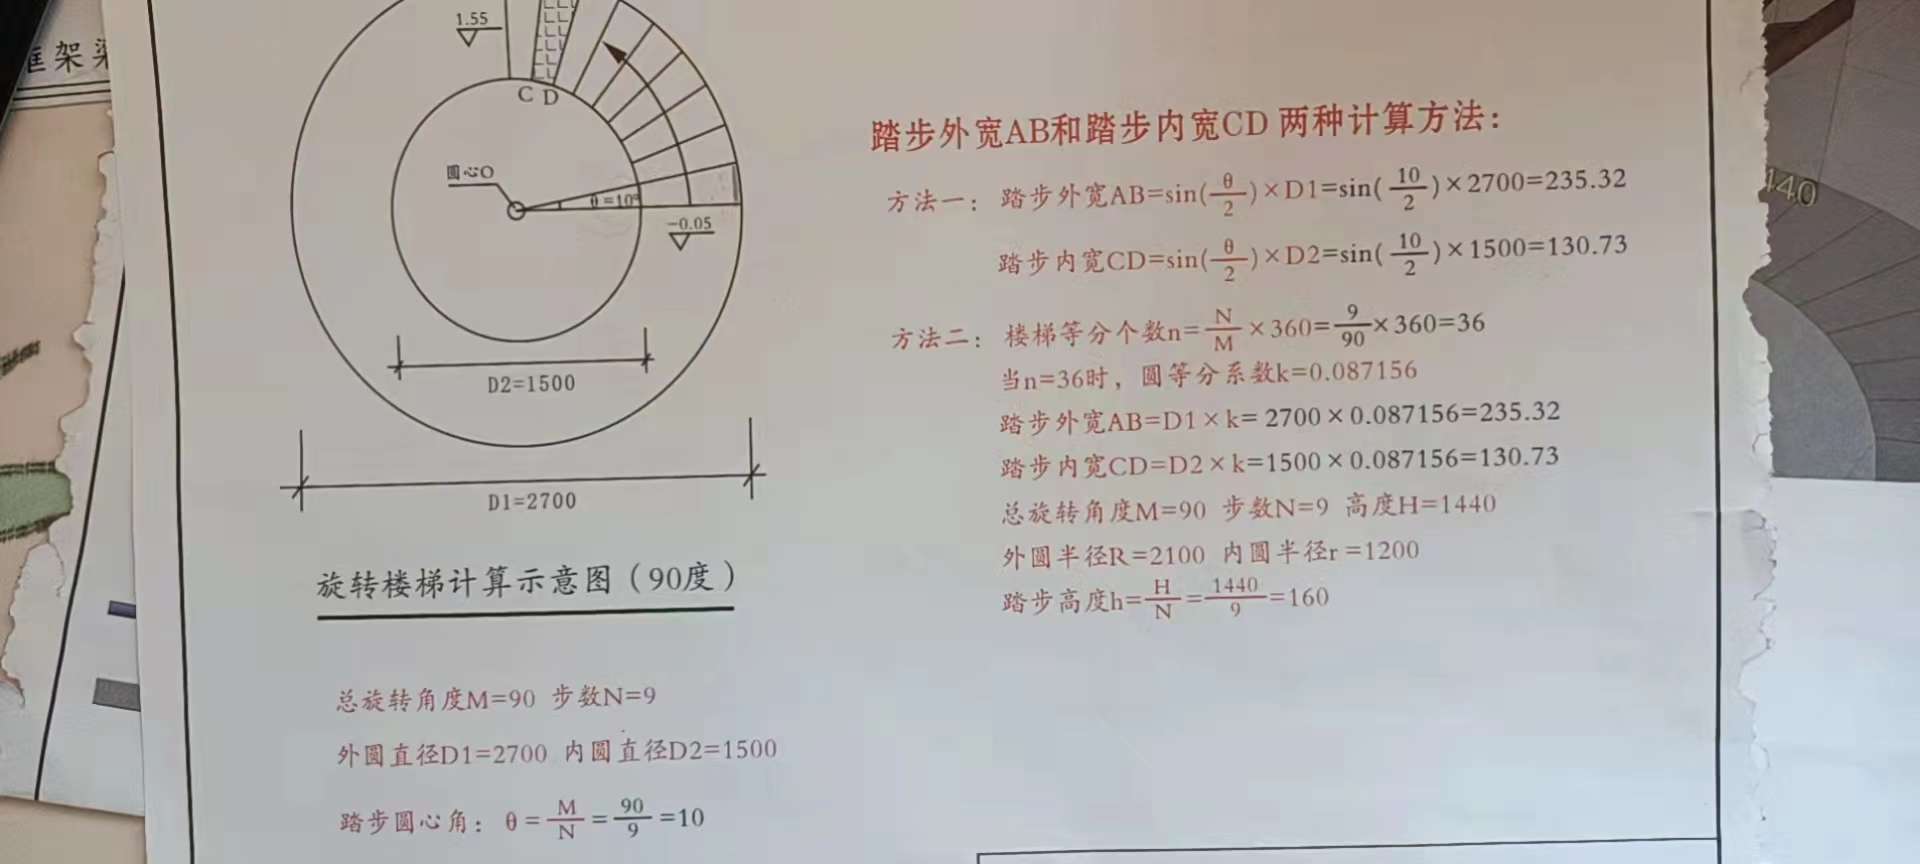 框架梁
1.55
C D
圆心O
θ=10°
-0.05
D2=1500
D1=2700
旋转楼梯计算示意图（90度）
总旋转角度M=90 步数N=9
外圆直径D1=2700 内圆直径D2=1500
踏步圆心角：θ=M/N=90/9=10
踏步外宽AB和踏步内宽CD 两种计算方法：
方法一：踏步外宽AB=sin(θ/2)×D1=sin(10/2)×2700=235.32
踏步内宽CD=sin(θ/2)×D2=sin(10/2)×1500=130.73
方法二：楼梯等分个数n=N/M×360=9/90×360=36
当n=36时，圆等分系数k=0.087156
踏步外宽AB=D1×k=2700×0.087156=235.32
踏步内宽CD=D2×k=1500×0.087156=130.73
总旋转角度M=90 步数N=9 高度H=1440
外圆半径R=2100 内圆半径r=1200
踏步高度h=H/N=1440/9=160
440